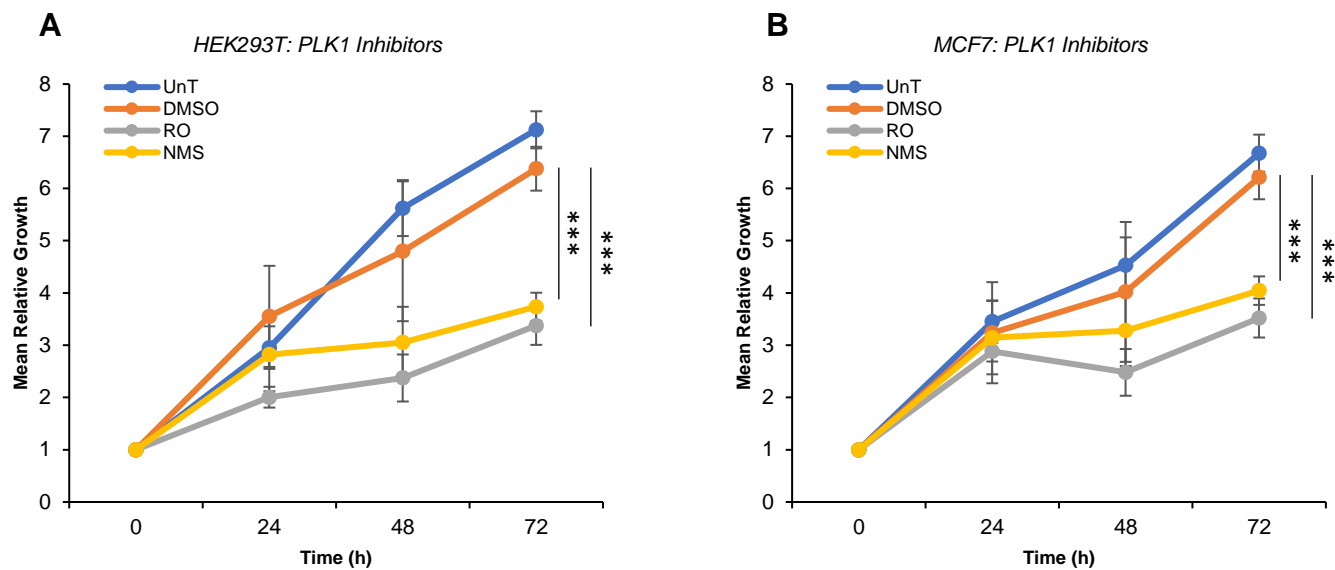 A
HEK293T: PLK1 Inhibitors
UnT
DMSO
RO
NMS
8
7
6
5
4
3
2
1
0
Mean Relative Growth
0 24 48 72
Time (h)
***
***
B
MCF7: PLK1 Inhibitors
UnT
DMSO
RO
NMS
8
7
6
5
4
3
2
1
0
Mean Relative Growth
0 24 48 72
Time (h)
***
***